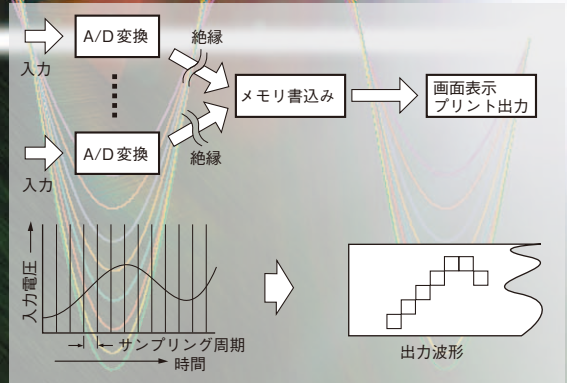 A/D変換
絶縁
入力
メモリ書込み
画面表示
プリント出力
A/D変換
絶縁
入力
入力電圧
サンプリング周期
時間
出力波形